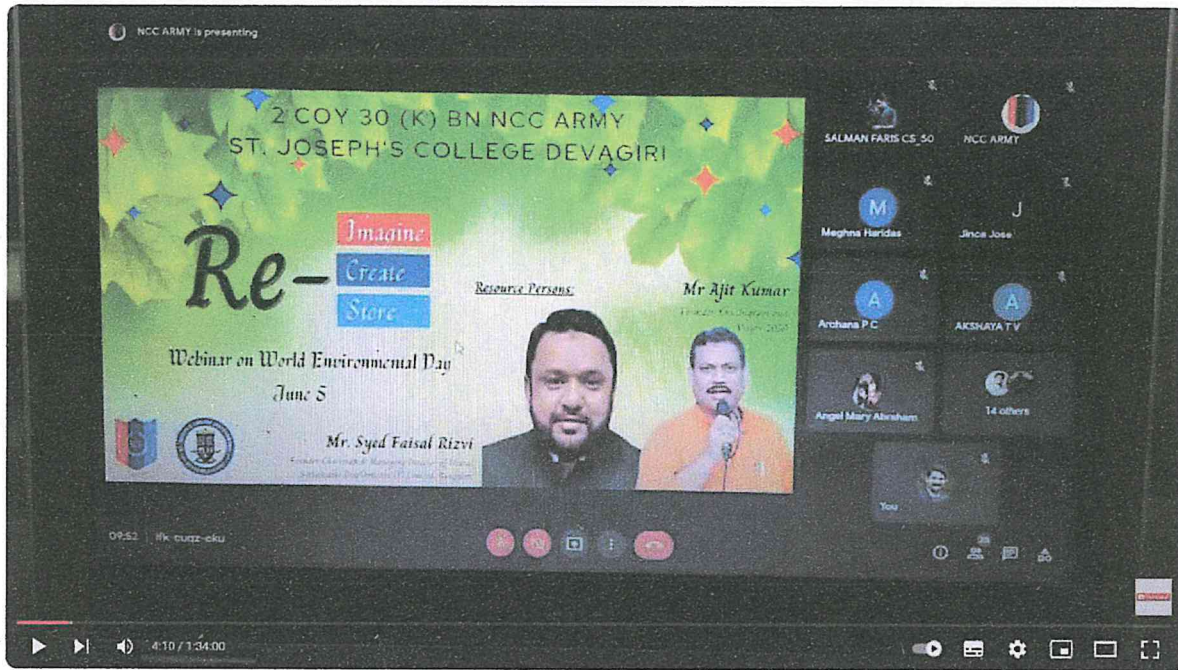 NCC ARMY is presenting
2 COY 30 (K) BN NCC ARMY
ST. JOSEPH'S COLLEGE DEVAGIRI
Re-
Imagine
Create
Store
Webinar on World Environmental Day
June 5
Resource Persons:
Mr Ajit Kumar
Mr. Syed Faisal Rizvi
SALMAN FARIS CS_50
NCC ARMY
M
Meghna Haridas
J
Jinca Jose
A
Archana P C
A
AKSHAYA T V
Angel Mary Abraham
14 others
You
09:52
4:10 / 1:34:00